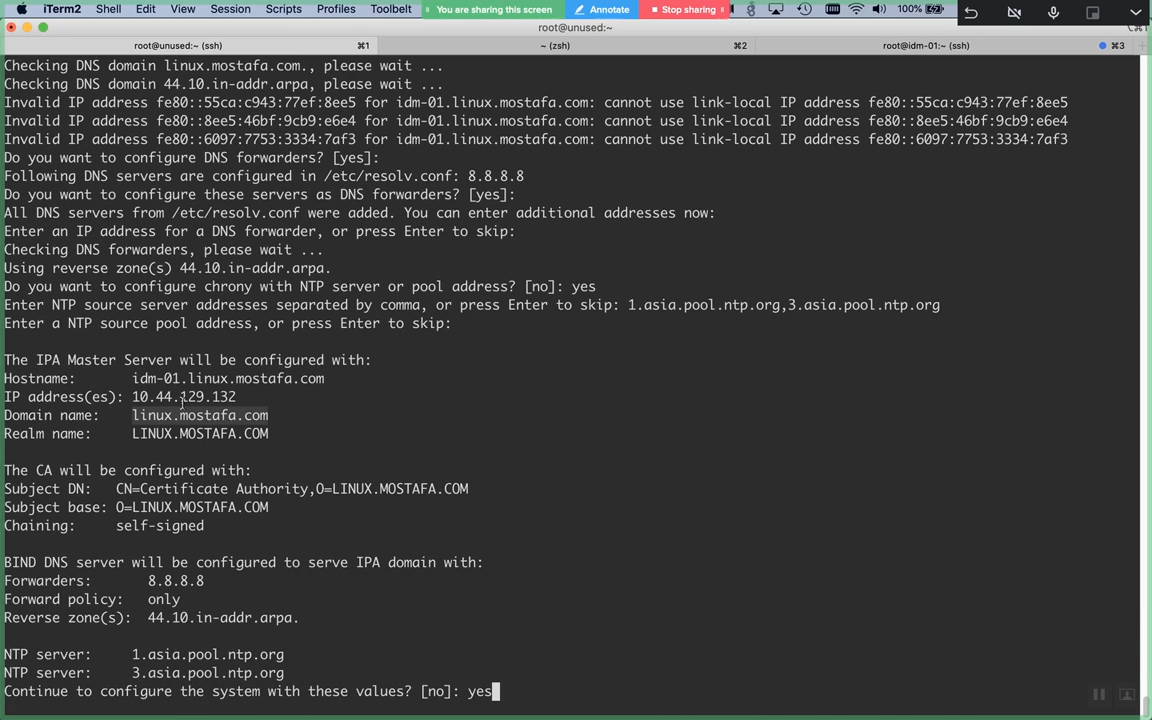 iTerm2 Shell Edit View Session Scripts Profiles Toolbelt You are sharing this screen Annotate Stop sharing 100%
root@unused:~
root@unused:~ (ssh) ⌘1 ~ (zsh) ⌘2 root@idm-01:~ (ssh) ⌘3
Checking DNS domain linux.mostafa.com., please wait ...
Checking DNS domain 44.10.in-addr.arpa, please wait ...
Invalid IP address fe80::55ca:c943:77ef:8ee5 for idm-01.linux.mostafa.com: cannot use link-local IP address fe80::55ca:c943:77ef:8ee5
Invalid IP address fe80::8ee5:46bf:9cb9:e6e4 for idm-01.linux.mostafa.com: cannot use link-local IP address fe80::8ee5:46bf:9cb9:e6e4
Invalid IP address fe80::6097:7753:3334:7af3 for idm-01.linux.mostafa.com: cannot use link-local IP address fe80::6097:7753:3334:7af3
Do you want to configure DNS forwarders? [yes]:
Following DNS servers are configured in /etc/resolv.conf: 8.8.8.8
Do you want to configure these servers as DNS forwarders? [yes]:
All DNS servers from /etc/resolv.conf were added. You can enter additional addresses now:
Enter an IP address for a DNS forwarder, or press Enter to skip:
Checking DNS forwarders, please wait ...
Using reverse zone(s) 44.10.in-addr.arpa.
Do you want to configure chrony with NTP server or pool address? [no]: yes
Enter NTP source server addresses separated by comma, or press Enter to skip: 1.asia.pool.ntp.org,3.asia.pool.ntp.org
Enter a NTP source pool address, or press Enter to skip:
The IPA Master Server will be configured with:
Hostname: idm-01.linux.mostafa.com
IP address(es): 10.44.129.132
Domain name: linux.mostafa.com
Realm name: LINUX.MOSTAFA.COM
The CA will be configured with:
Subject DN: CN=Certificate Authority,O=LINUX.MOSTAFA.COM
Subject base: O=LINUX.MOSTAFA.COM
Chaining: self-signed
BIND DNS server will be configured to serve IPA domain with:
Forwarders: 8.8.8.8
Forward policy: only
Reverse zone(s): 44.10.in-addr.arpa.
NTP server: 1.asia.pool.ntp.org
NTP server: 3.asia.pool.ntp.org
Continue to configure the system with these values? [no]: yes